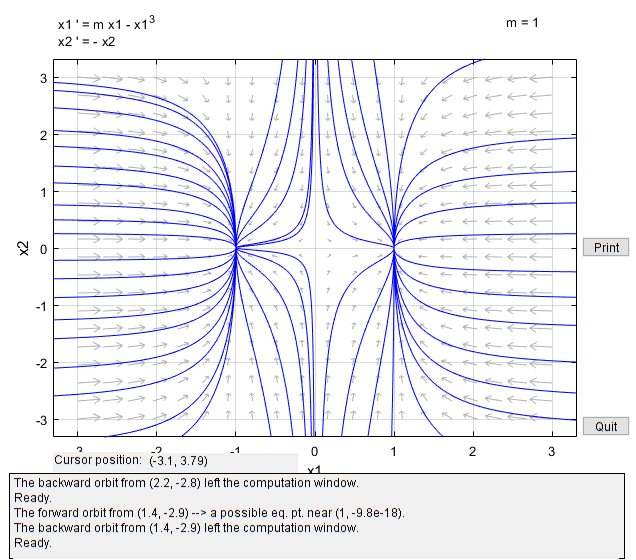 x1 ' = m x1 - x1³
m = 1
x2 ' = - x2
3
2
1
0
-1
-2
-3
x2
-3
-2
-1
0
1
2
3
x1
Print
Quit
Cursor position: (-3.1, 3.79)
The backward orbit from (2.2, -2.8) left the computation window.
Ready.
The forward orbit from (1.4, -2.9) --> a possible eq. pt. near (1, -9.8e-18).
The backward orbit from (1.4, -2.9) left the computation window.
Ready.